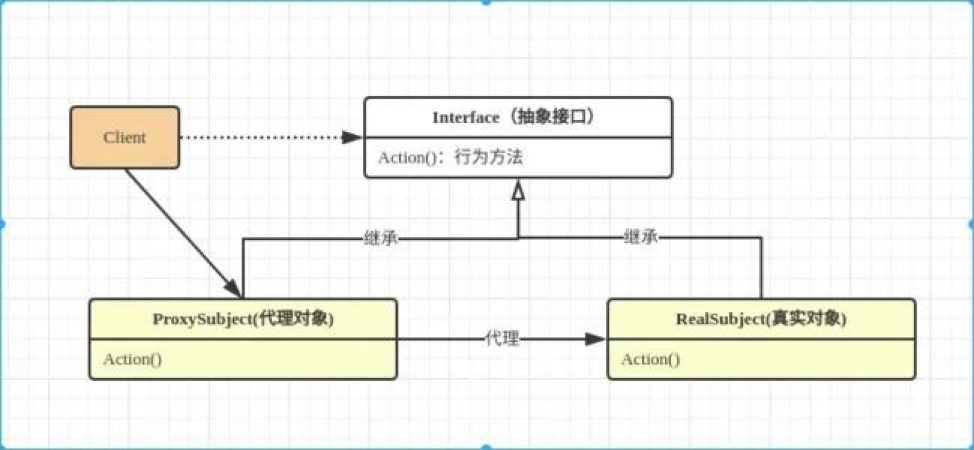 Interface（抽象接口）
Client
Action()：行为方法
继承
继承
ProxySubject(代理对象)
RealSubject(真实对象)
代理
Action()
Action()